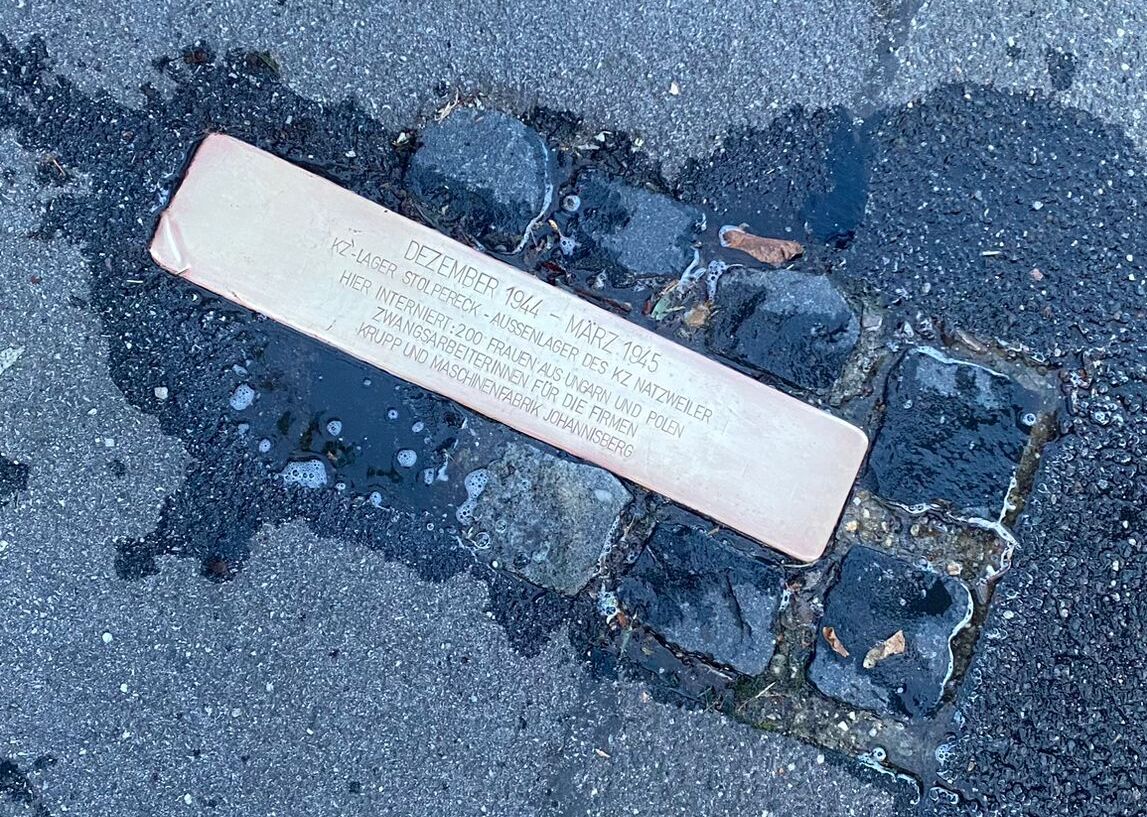 DEZEMBER 1944 – MÄRZ 1945
KZ-LAGER STOLPERECK - AUSSENLAGER DES KZ NATZWEILER
HIER INTERNIERT: 200 FRAUEN AUS UNGARN UND POLEN
ZWANGSARBEITERINNEN FÜR DIE FIRMEN
KRUPP UND MASCHINENFABRIK JOHANNISBERG